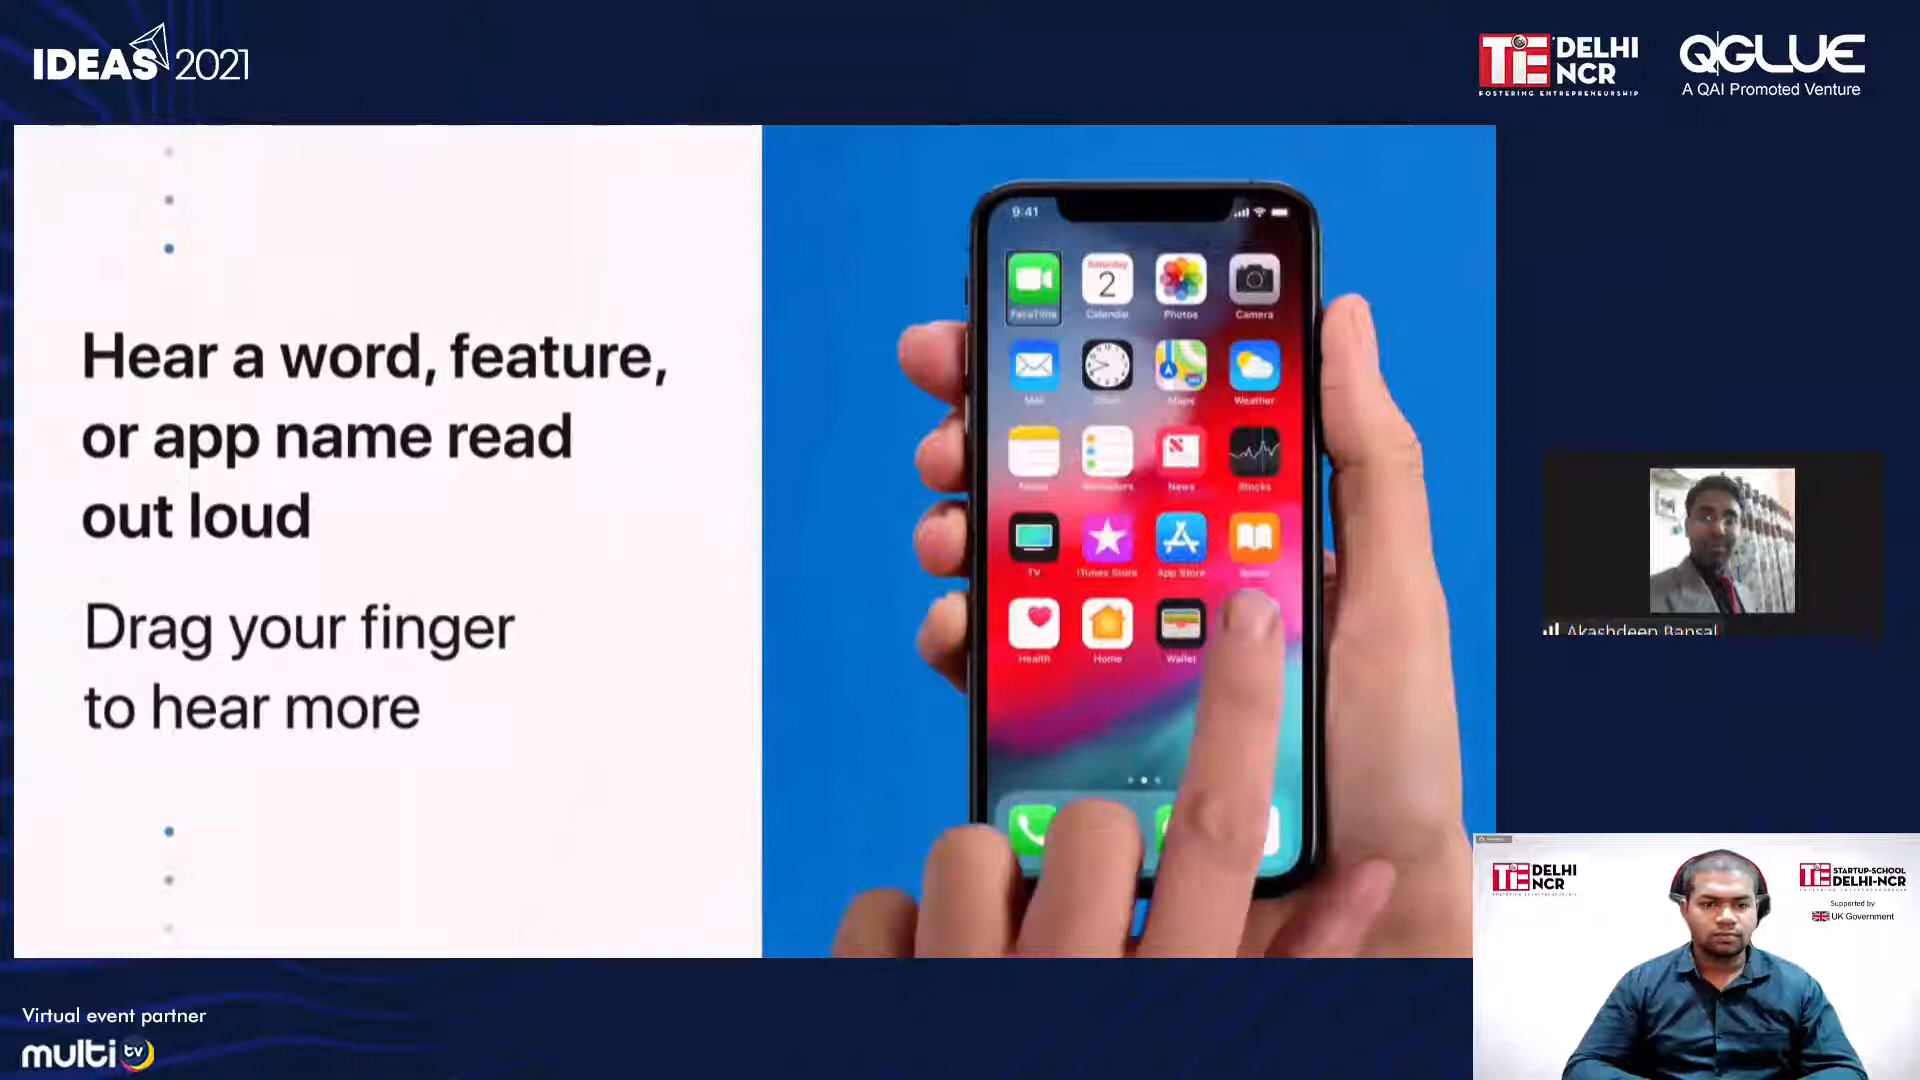 IDEAS 2021
TiE DELHI NCR
FOSTERING ENTREPRENEURSHIP
QGLUE
A QAI Promoted Venture
Hear a word, feature,
or app name read
out loud
Drag your finger
to hear more
9:41
FaceTime Calendar Photos Camera
Saturday
2
Mail Clock Maps Weather
Reminders News Stocks
TV iTunes Store App Store Books
Health Home Wallet
Akashdeep Bansal
TiE DELHI NCR
TiE STARTUP-SCHOOL
DELHI-NCR
Supported by
UK Government
Virtual event partner
multi tv